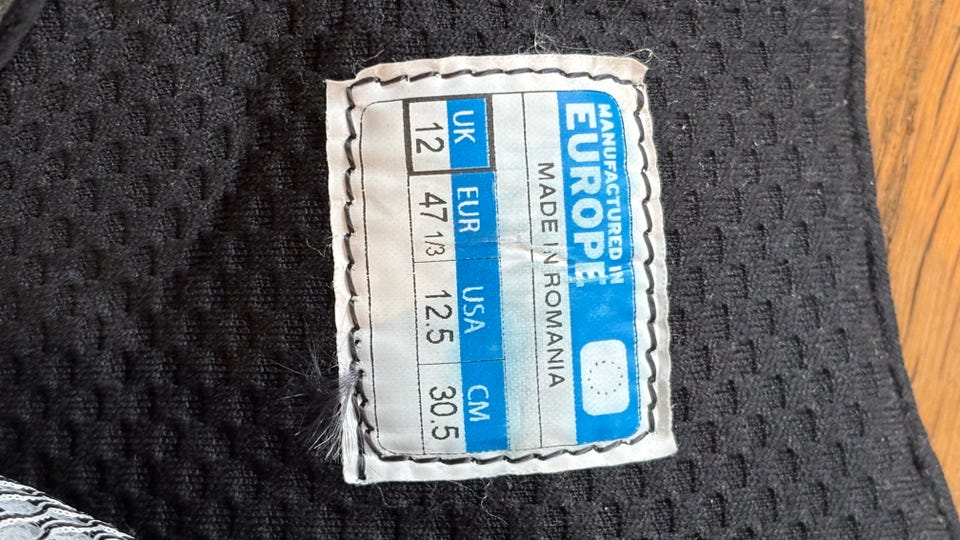 MANUFACTURED IN
EUROPE
MADE IN ROMANIA
UK EUR USA CM
12 47 1/3 12.5 30.5